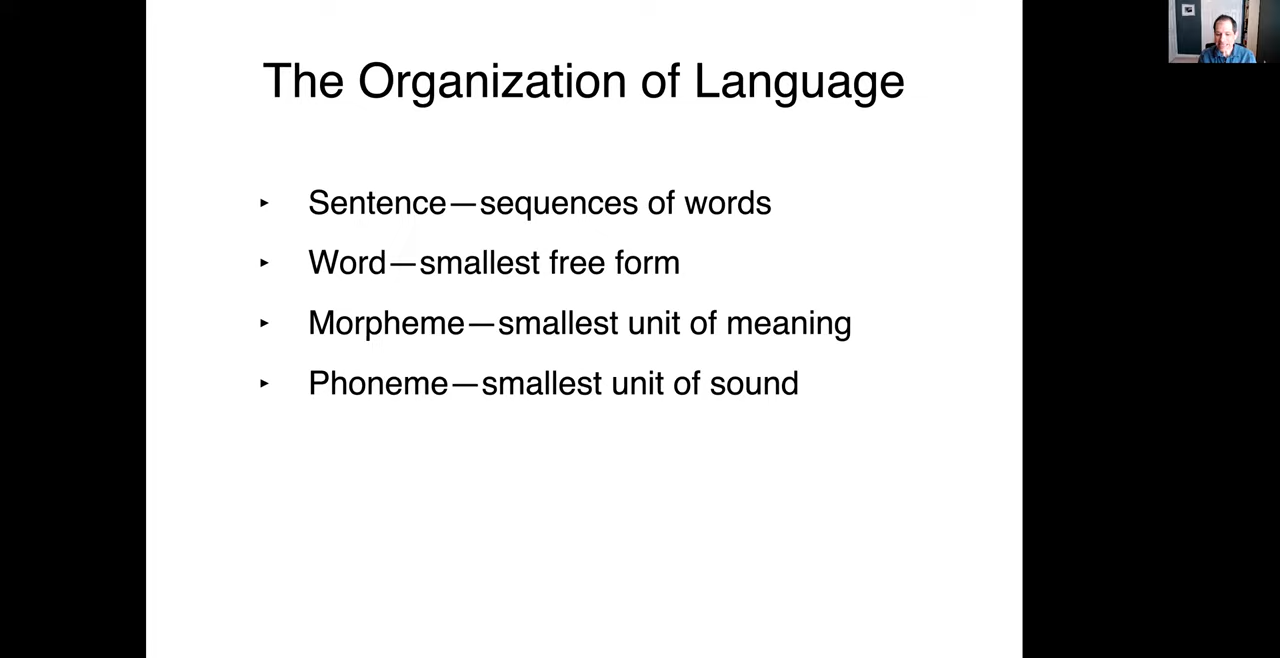 The Organization of Language
‣ Sentence—sequences of words
‣ Word—smallest free form
‣ Morpheme—smallest unit of meaning
‣ Phoneme—smallest unit of sound